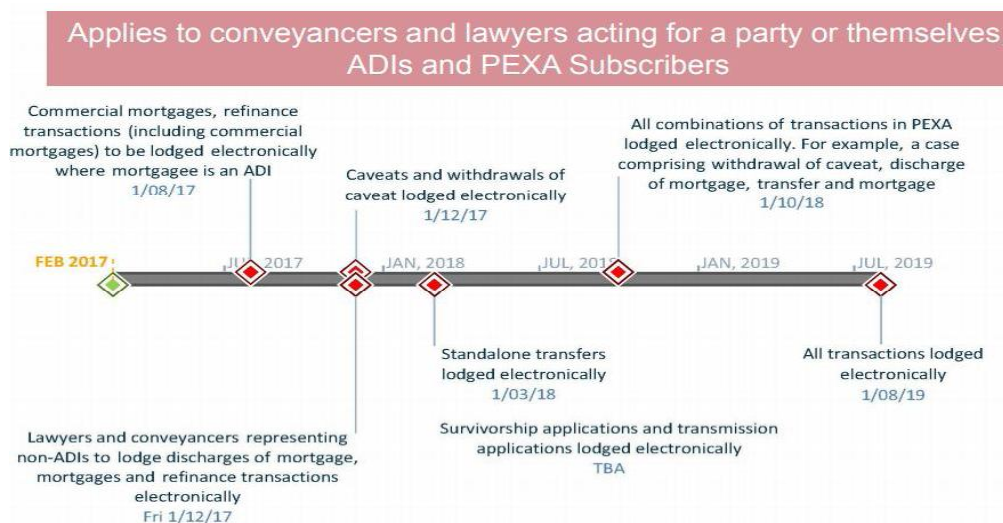 Applies to conveyancers and lawyers acting for a party or themselves
ADIs and PEXA Subscribers
Commercial mortgages, refinance
transactions (including commercial
mortgages) to be lodged electronically
where mortgagee is an ADI
1/08/17
Caveats and withdrawals of
caveat lodged electronically
1/12/17
All combinations of transactions in PEXA
lodged electronically. For example, a case
comprising withdrawal of caveat, discharge
of mortgage, transfer and mortgage
1/10/18
FEB 2017
JUL, 2017
JAN, 2018
JUL, 2018
JAN, 2019
JUL, 2019
Lawyers and conveyancers representing
non-ADIs to lodge discharges of mortgage,
mortgages and refinance transactions
electronically
Fri 1/12/17
Standalone transfers
lodged electronically
1/03/18
Survivorship applications and transmission
applications lodged electronically
TBA
All transactions lodged
electronically
1/08/19